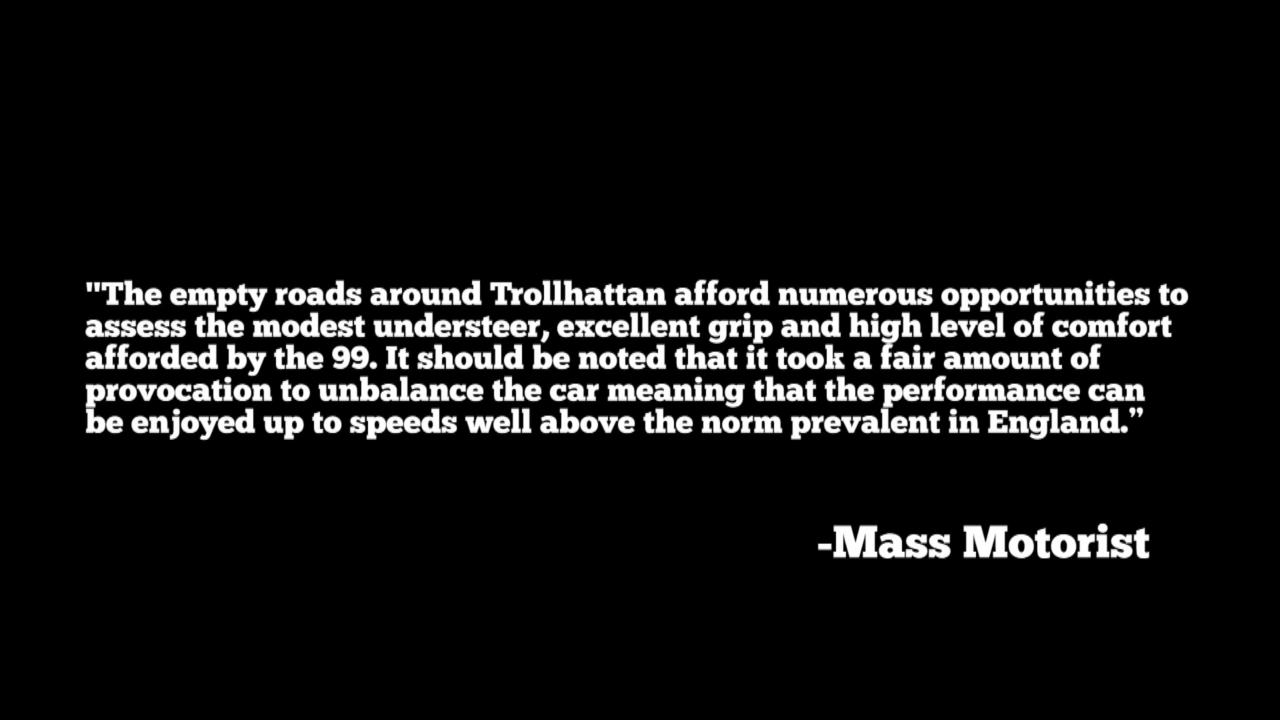 "The empty roads around Trollhattan afford numerous opportunities to
assess the modest understeer, excellent grip and high level of comfort
afforded by the 99. It should be noted that it took a fair amount of
provocation to unbalance the car meaning that the performance can
be enjoyed up to speeds well above the norm prevalent in England.”
-Mass Motorist